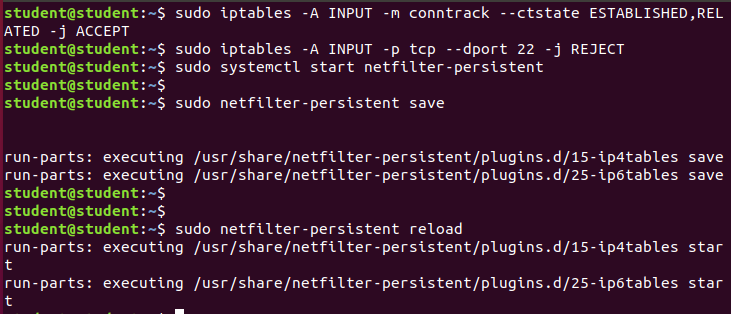 student@student:~$ sudo iptables -A INPUT -m conntrack --ctstate ESTABLISHED,REL
ATED -j ACCEPT
student@student:~$ sudo iptables -A INPUT -p tcp --dport 22 -j REJECT
student@student:~$ sudo systemctl start netfilter-persistent
student@student:~$
student@student:~$ sudo netfilter-persistent save
run-parts: executing /usr/share/netfilter-persistent/plugins.d/15-ip4tables save
run-parts: executing /usr/share/netfilter-persistent/plugins.d/25-ip6tables save
student@student:~$
student@student:~$
student@student:~$ sudo netfilter-persistent reload
run-parts: executing /usr/share/netfilter-persistent/plugins.d/15-ip4tables star
t
run-parts: executing /usr/share/netfilter-persistent/plugins.d/25-ip6tables star
t
student@student:~$